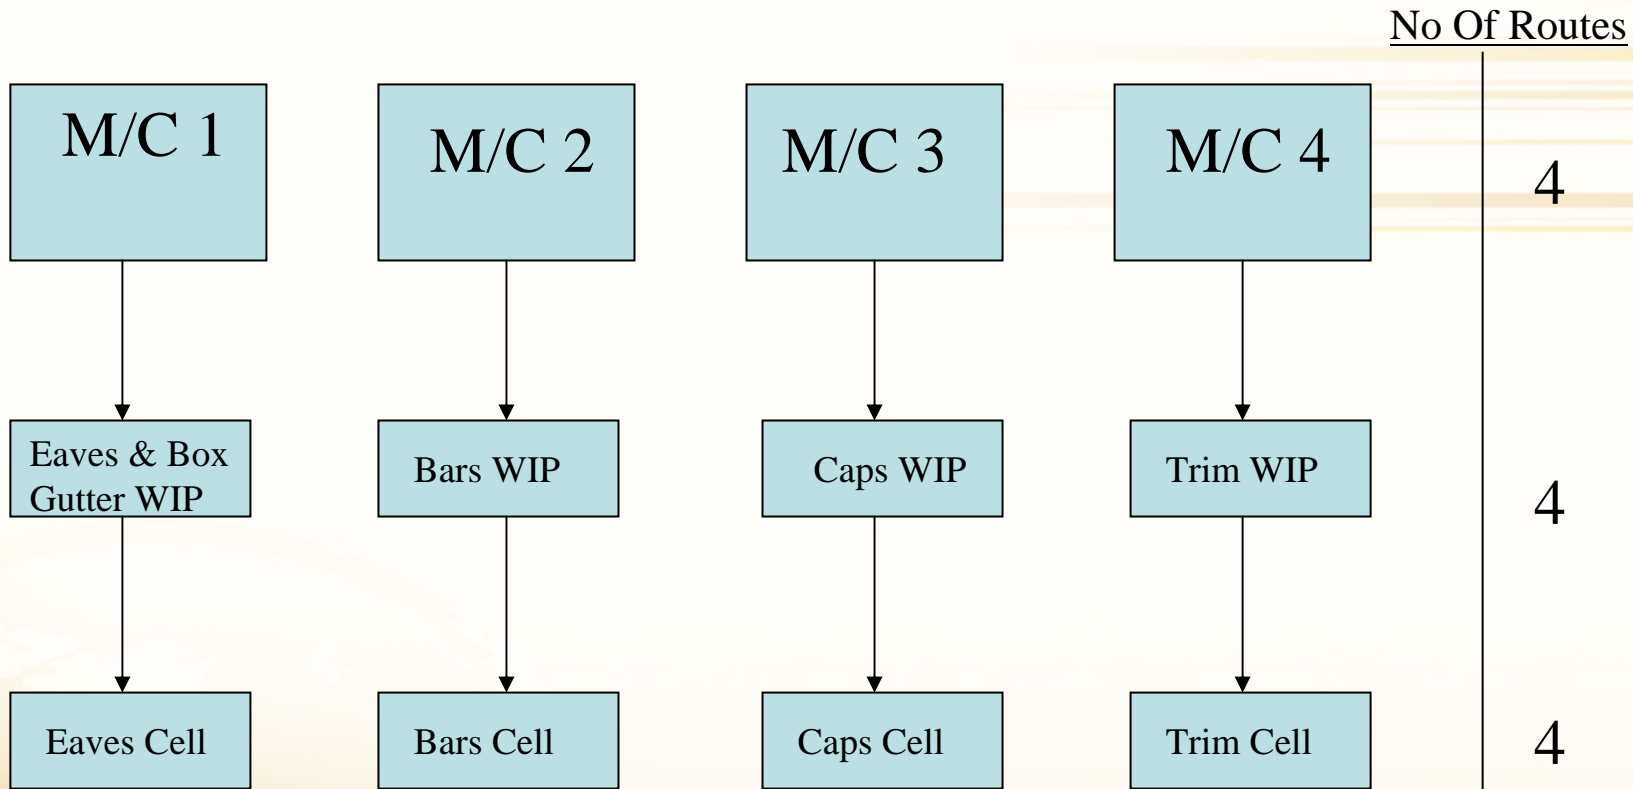 No Of Routes
M/C 1
M/C 2
M/C 3
M/C 4
4
Eaves & Box
Gutter WIP
Bars WIP
Caps WIP
Trim WIP
4
Eaves Cell
Bars Cell
Caps Cell
Trim Cell
4